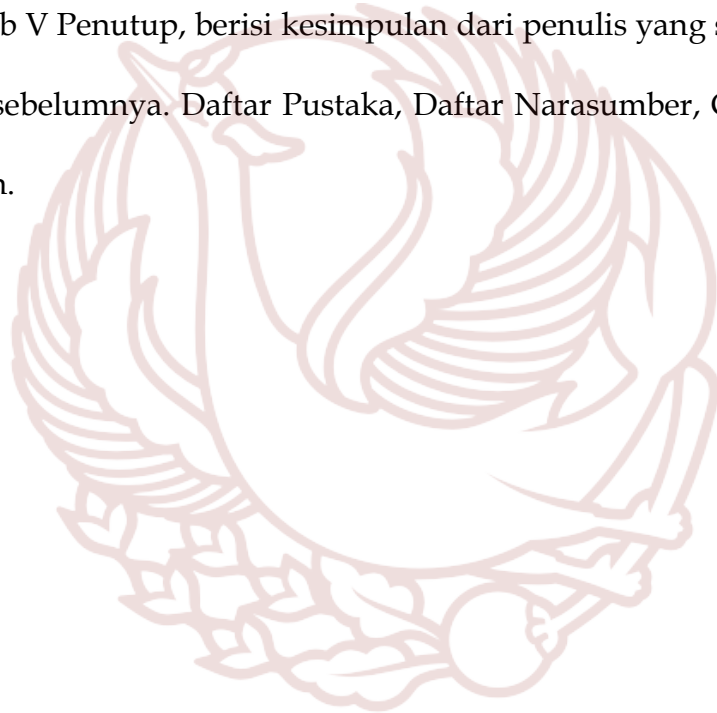 b V Penutup, berisi kesimpulan dari penulis yang s
sebelumnya. Daftar Pustaka, Daftar Narasumber, G
n.